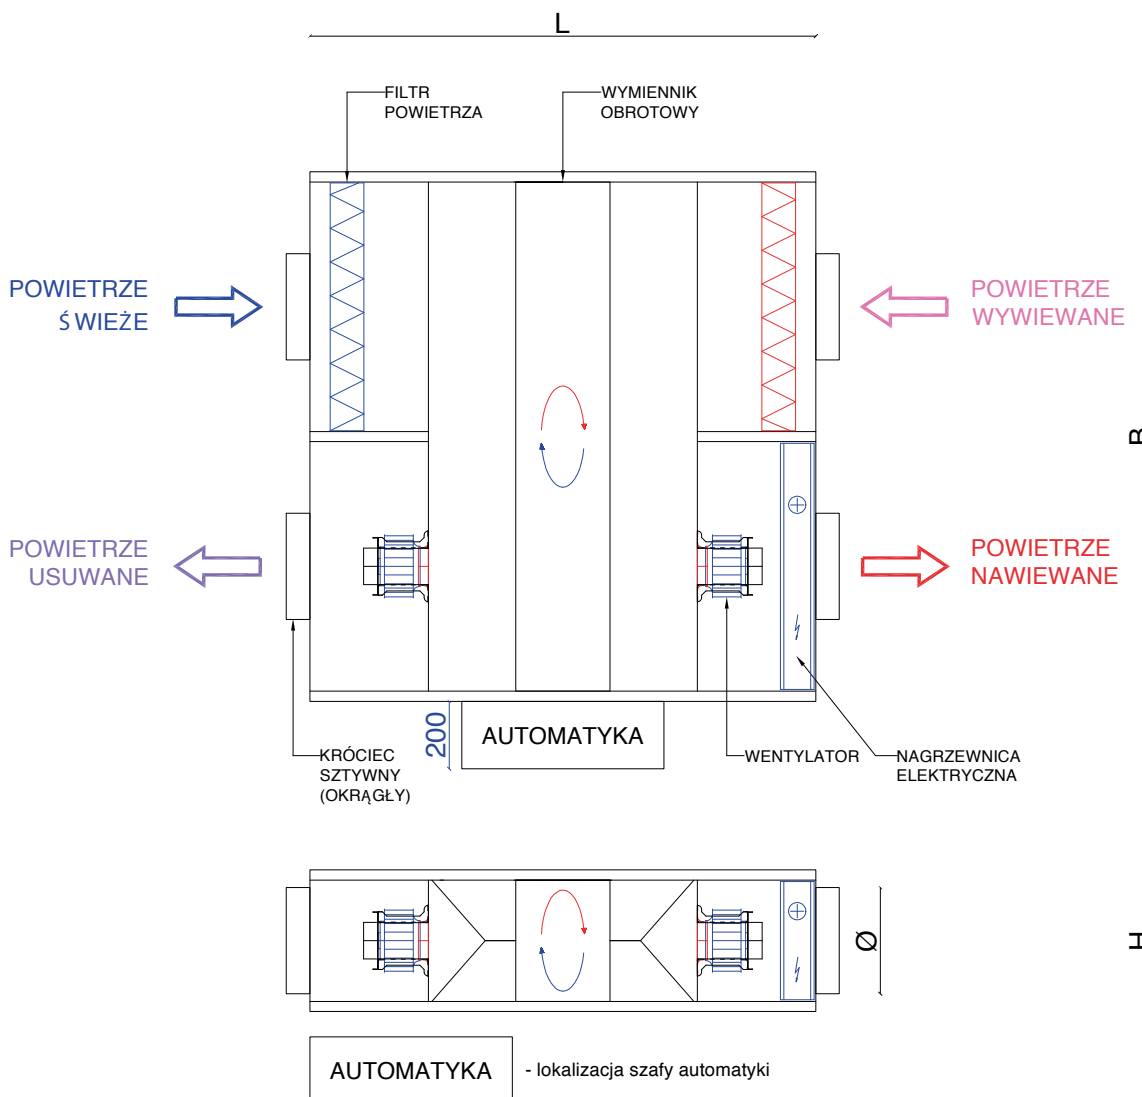 L
FILTR
POWIETRZA
WYMIENNIK
OBROTOWY
POWIETRZE
ŚWIEŻE
POWIETRZE
WYWIEWANE
B
POWIETRZE
USUWANE
POWIETRZE
NAWIEWANE
200
AUTOMATYKA
KRÓCIEC
SZTYWNY
(OKRĄGŁY)
WENTYLATOR
NAGRZEWNICA
ELEKTRYCZNA
Ø
H
AUTOMATYKA
- lokalizacja szafy automatyki